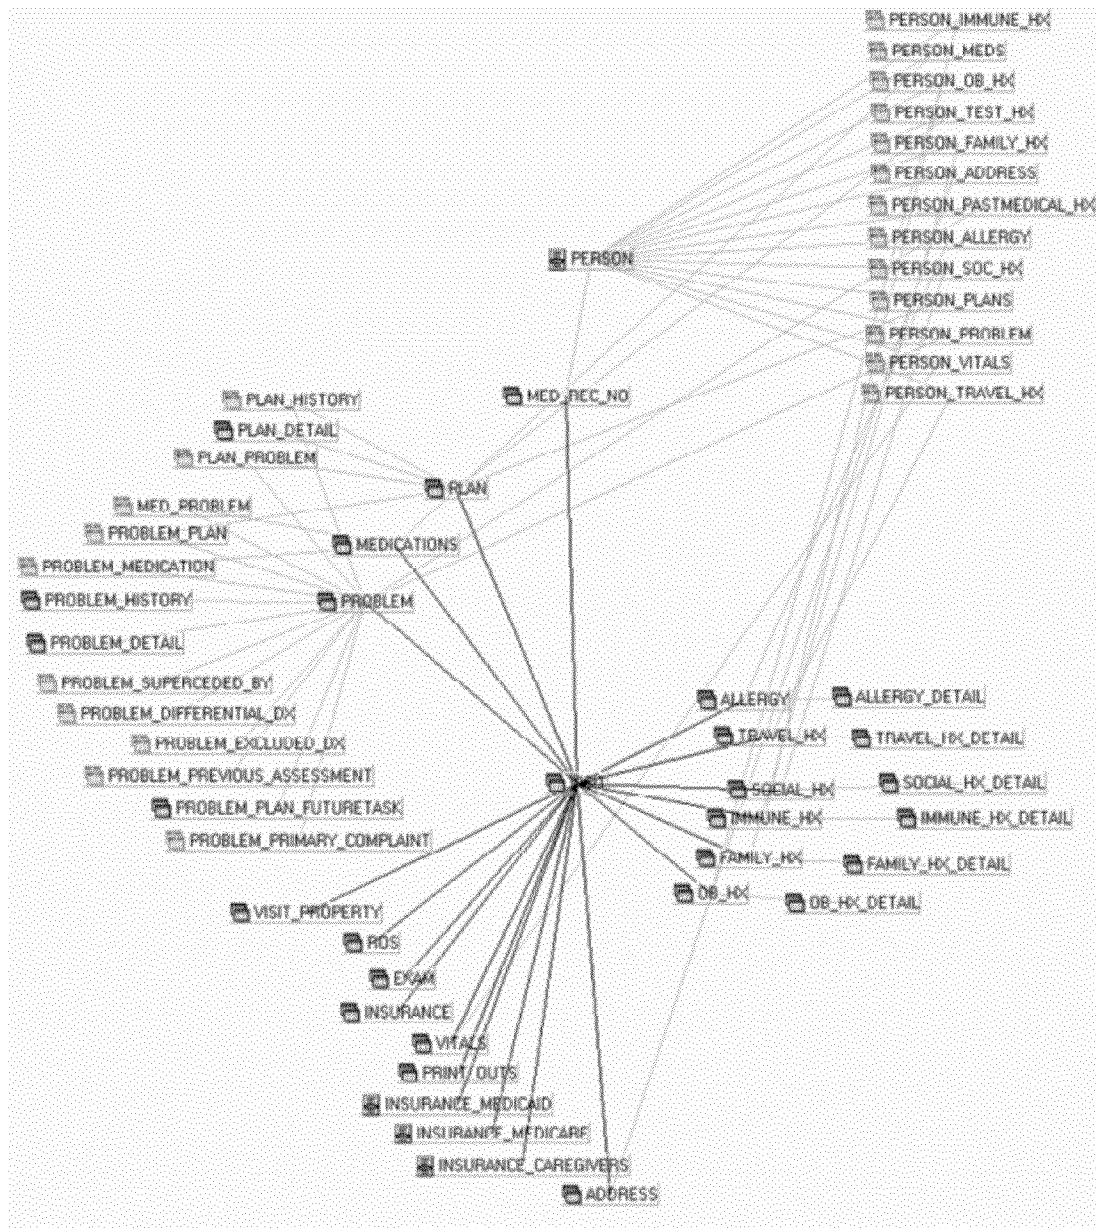 PERSON_IMMUNE_HX
PERSON_MEDS
PERSON_OB_HX
PERSON_TEST_HX
PERSON_FAMILY_HX
PERSON_ADDRESS
PERSON_PASTMEDICAL_HX
PERSON_ALLERGY
PERSON
PERSON_SOC_HX
PERSON_PLANS
PERSON_PROBLEM
PERSON_VITALS
PERSON_TRAVEL_HX
MED_REC_NO
PLAN_HISTORY
PLAN_DETAIL
PLAN_PROBLEM
PLAN
MED_PROBLEM
PROBLEM_PLAN
MEDICATIONS
PROBLEM_MEDICATION
PROBLEM_HISTORY
PROBLEM
PROBLEM_DETAIL
PROBLEM_SUPERCEDED_BY
PROBLEM_DIFFERENTIAL_DX
PROBLEM_EXCLUDED_DX
PROBLEM_PREVIOUS_ASSESSMENT
PROBLEM_PLAN_FUTURETASK
PROBLEM_PRIMARY_COMPLAINT
ALLERGY
ALLERGY_DETAIL
TRAVEL_HX
TRAVEL_HX_DETAIL
SOCIAL_HX
SOCIAL_HX_DETAIL
IMMUNE_HX
IMMUNE_HX_DETAIL
FAMILY_HX
FAMILY_HX_DETAIL
OB_HX
OB_HX_DETAIL
VISIT_PROPERTY
ROS
EXAM
INSURANCE
VITALS
PRINT_OUTS
INSURANCE_MEDICAID
INSURANCE_MEDICARE
INSURANCE_CAREGIVERS
ADDRESS